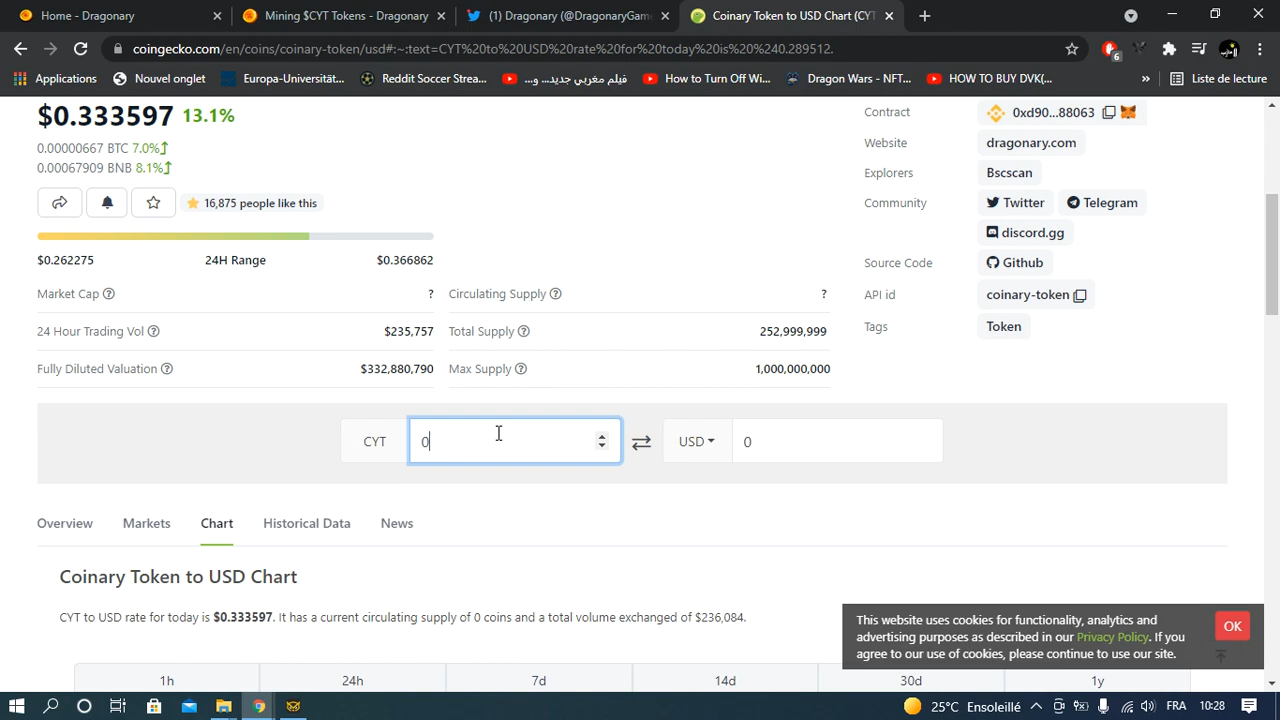 Home - Dragonary
Mining $CYT Tokens - Dragonary
(1) Dragonary (@DragonaryGam
Coinary Token to USD Chart (CYT
coingecko.com/en/coins/coinary-token/usd#:~:text=CYT%20to%20USD%20rate%20for%20today%20is%20%240.289512.
6
Applications
Nouvel onglet
Europa-Universität...
Reddit Soccer Strea...
فيلم مغربي جديد... و...
How to Turn Off Wi...
Dragon Wars - NFT...
HOW TO BUY DVK(...
»
Liste de lecture
$0.333597 13.1%
0.00000667 BTC 7.0%
0.00067909 BNB 8.1%
16,875 people like this
$0.262275 24H Range $0.366862
Market Cap ?
Circulating Supply ?
24 Hour Trading Vol $235,757
Total Supply 252,999,999
Fully Diluted Valuation $332,880,790
Max Supply 1,000,000,000
Contract 0xd90...88063
Website dragonary.com
Explorers Bscscan
Community Twitter Telegram
discord.gg
Source Code Github
API id coinary-token
Tags Token
CYT 0 USD 0
Overview Markets Chart Historical Data News
Coinary Token to USD Chart
CYT to USD rate for today is $0.333597. It has a current circulating supply of 0 coins and a total volume exchanged of $236,084.
1h 24h 7d 14d 30d 1y
This website uses cookies for functionality, analytics and
advertising purposes as described in our Privacy Policy. If you
agree to our use of cookies, please continue to use our site.
OK
25°C Ensoleillé
FRA
10:28